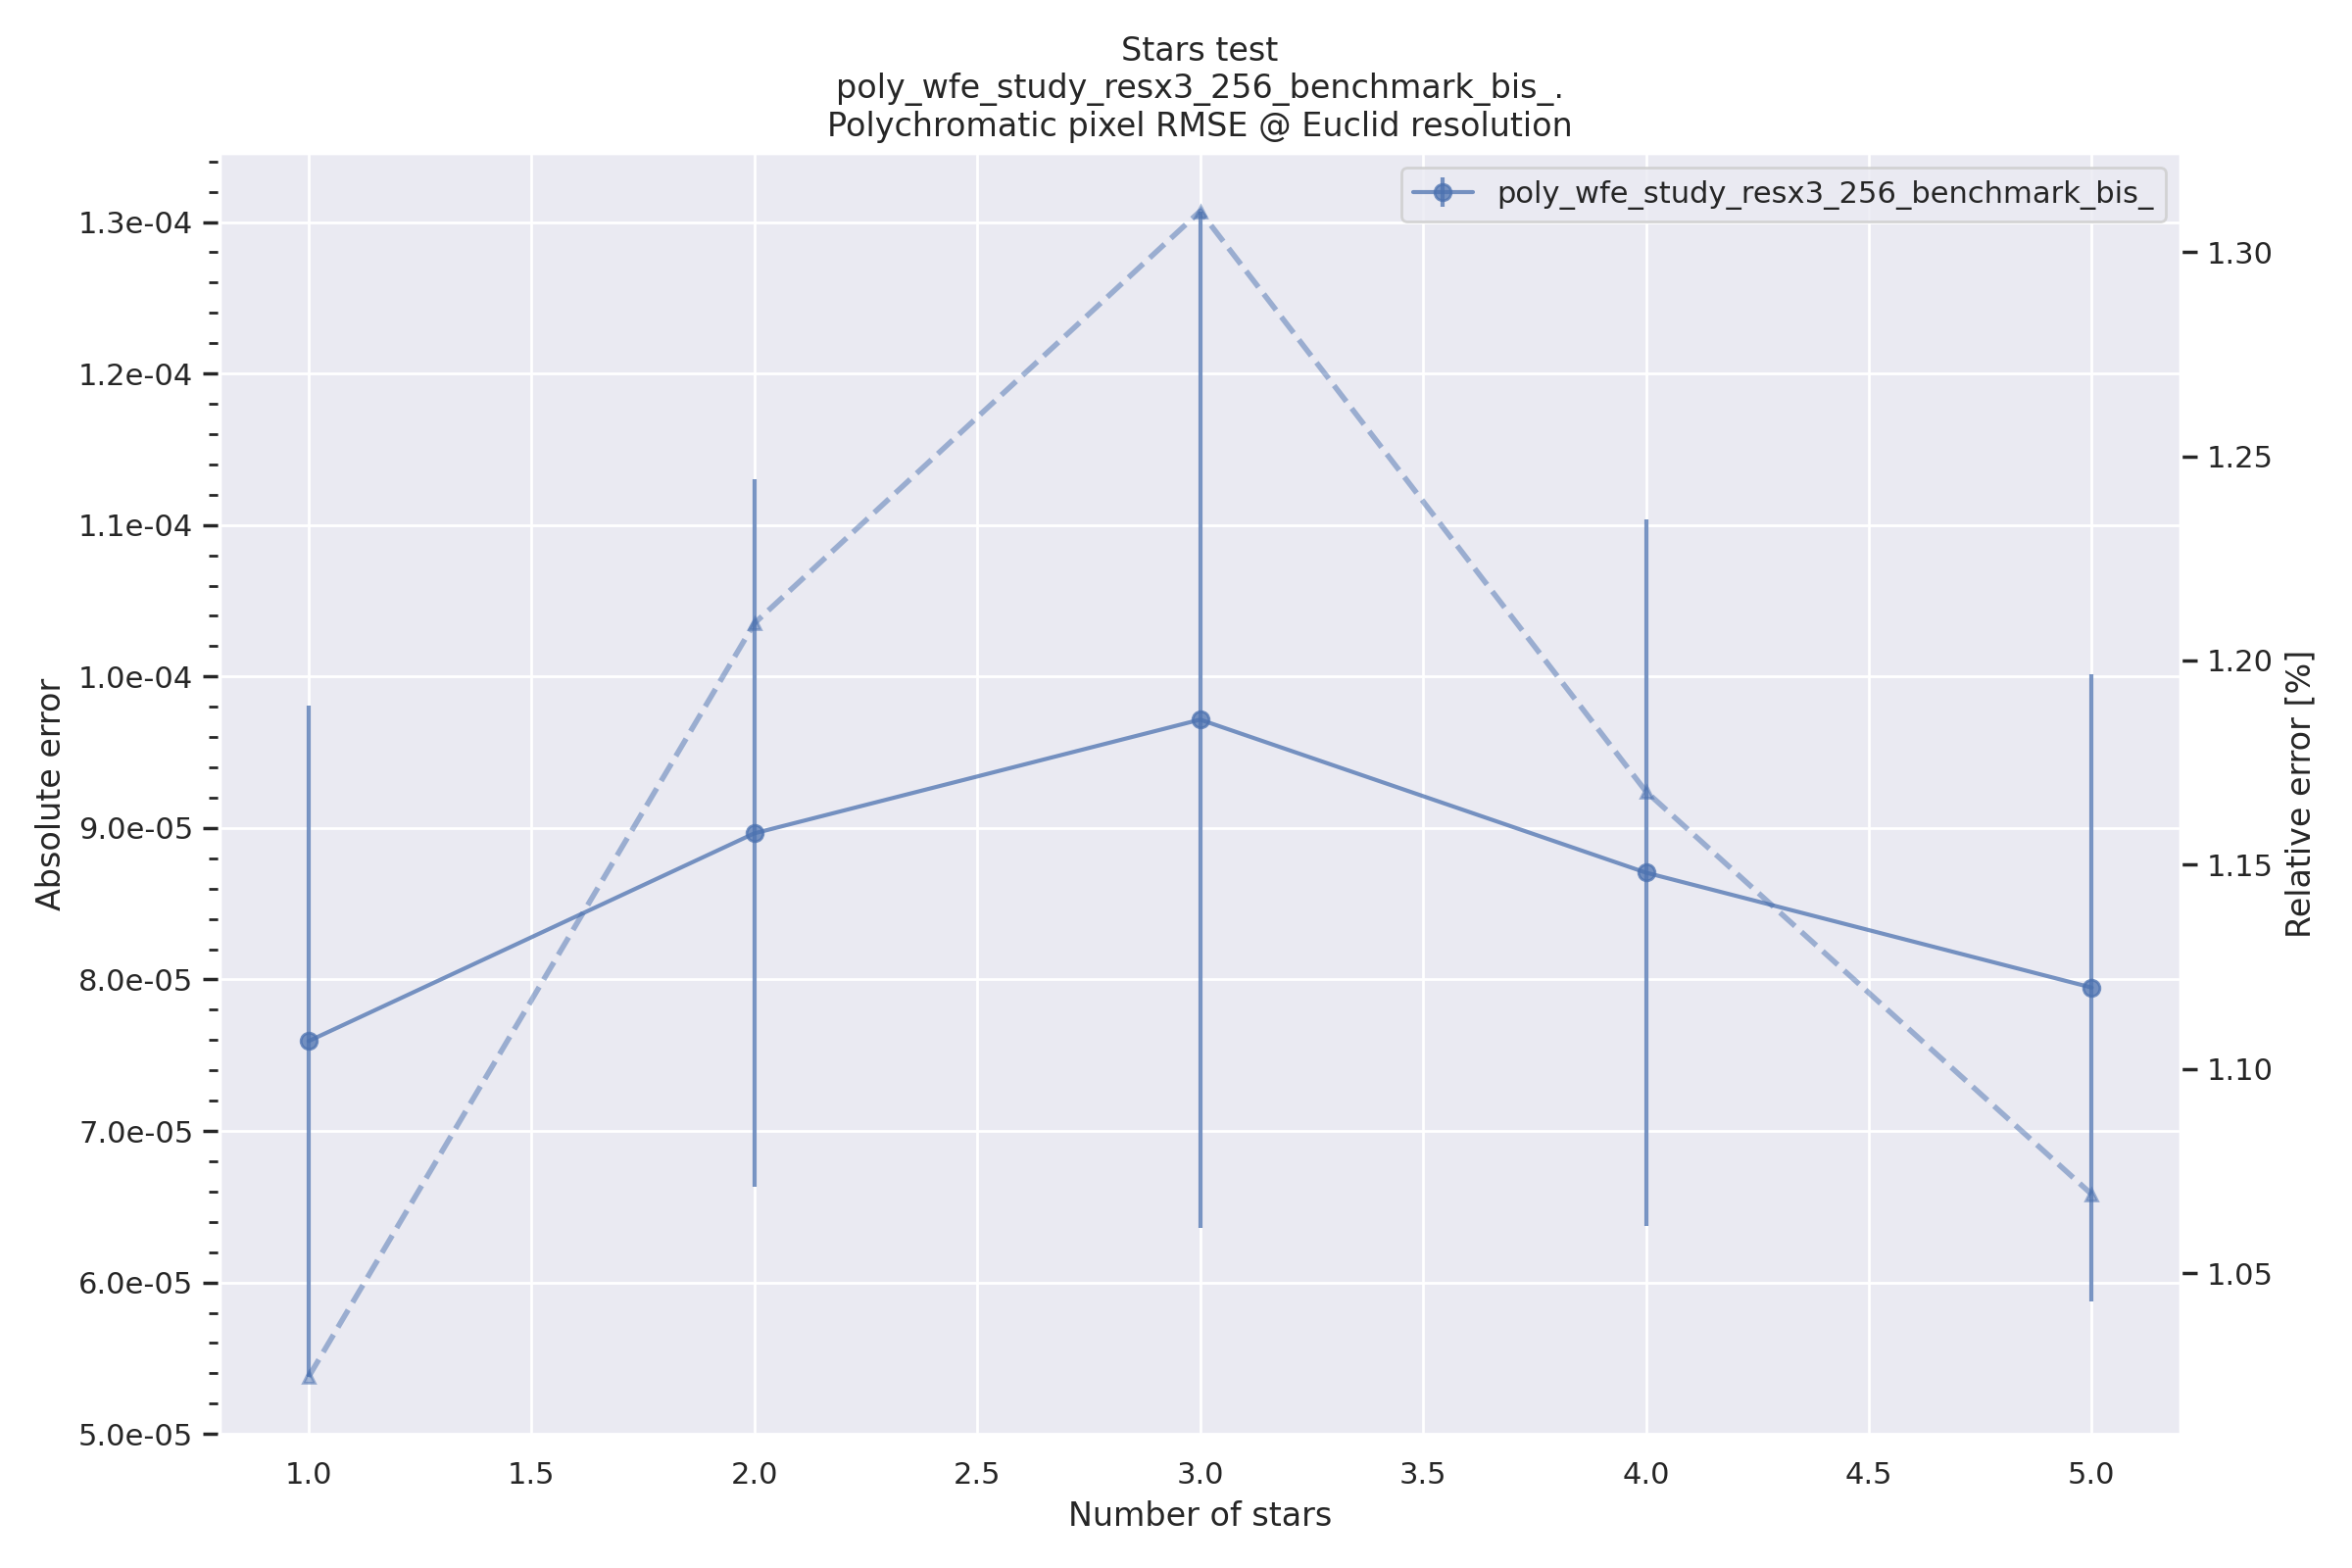 Stars test
poly_wfe_study_resx3_256_benchmark_bis_.
Polychromatic pixel RMSE @ Euclid resolution
poly_wfe_study_resx3_256_benchmark_bis_
Absolute error
1.3e-04
1.2e-04
1.1e-04
1.0e-04
9.0e-05
8.0e-05
7.0e-05
6.0e-05
5.0e-05
1.30
1.25
1.20
1.15
1.10
1.05
Relative error [%]
1.0 1.5 2.0 2.5 3.0 3.5 4.0 4.5 5.0
Number of stars